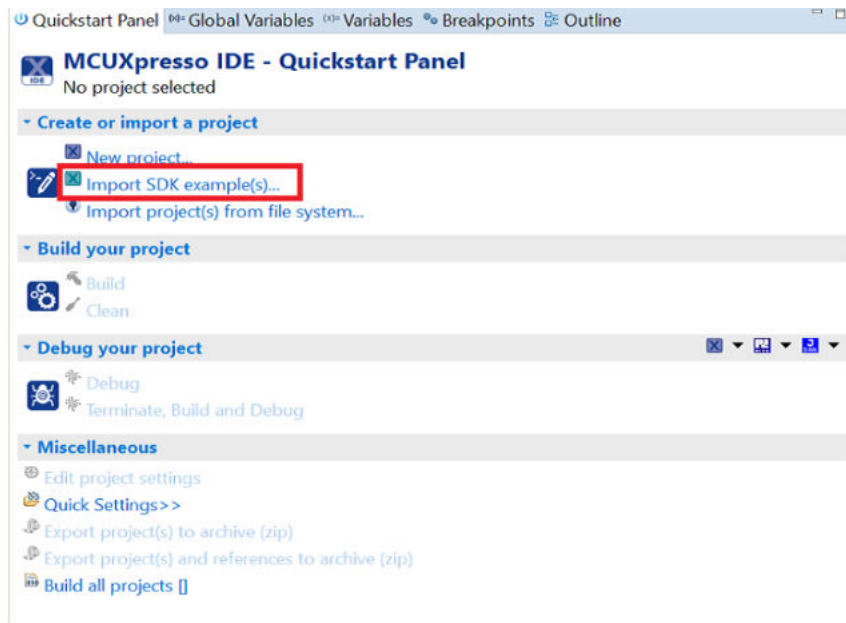 Quickstart Panel (x)= Global Variables (x)= Variables Breakpoints Outline
MCUXpresso IDE - Quickstart Panel
IDE
No project selected
Create or import a project
New project...
Import SDK example(s)...
Import project(s) from file system...
Build your project
Build
Clean
Debug your project
Debug
Terminate, Build and Debug
Miscellaneous
Edit project settings
Quick Settings>>
Export project(s) to archive (zip)
Export project(s) and references to archive (zip)
Build all projects []